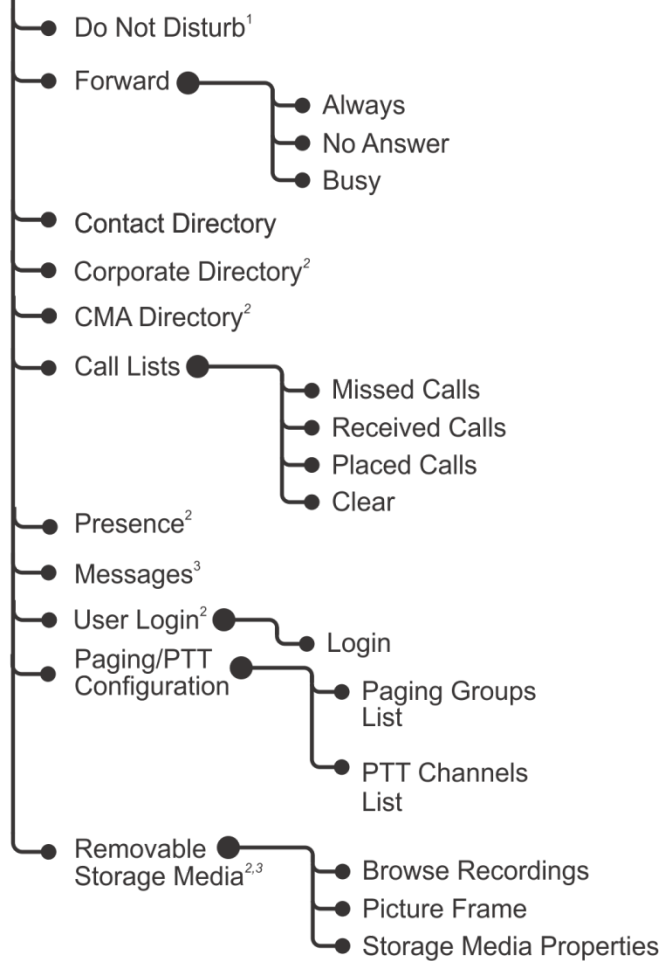 Do Not Disturb¹
Forward
Always
No Answer
Busy
Contact Directory
Corporate Directory²
CMA Directory²
Call Lists
Missed Calls
Received Calls
Placed Calls
Clear
Presence²
Messages³
User Login²
Login
Paging/PTT
Configuration
Paging Groups
List
PTT Channels
List
Removable
Storage Media²,³
Browse Recordings
Picture Frame
Storage Media Properties